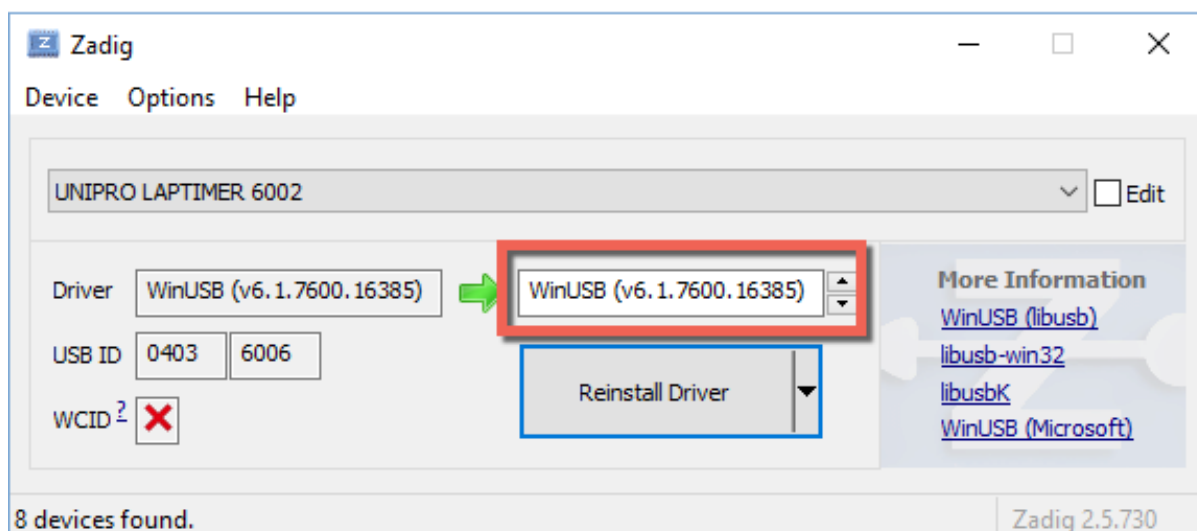 Zadig
Device Options Help
UNIPRO LAPTIMER 6002
Edit
Driver WinUSB (v6.1.7600.16385) WinUSB (v6.1.7600.16385)
USB ID 0403 6006
WCID ?
Reinstall Driver
More Information
WinUSB (libusb)
libusb-win32
libusbK
WinUSB (Microsoft)
8 devices found.
Zadig 2.5.730